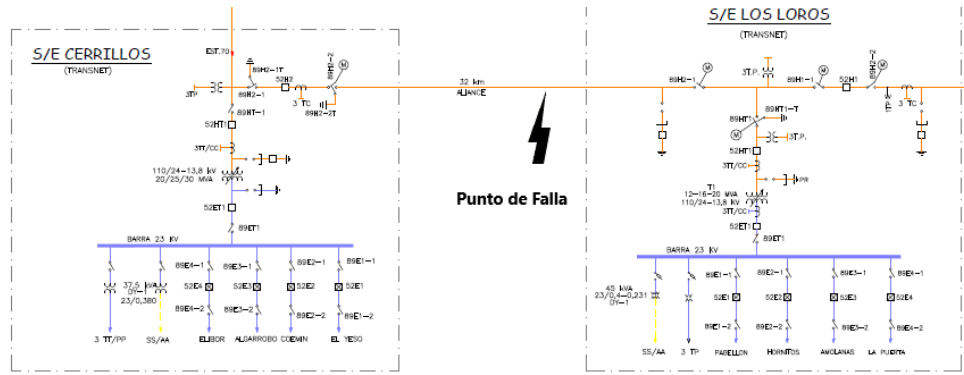 S/E CERRILLOS
(TRANSNET)
EST.70
3TP
89H2-1T
52H2
89H2-2
M
89H2-1
3 TC
89H2-2T
89HT-1
52HT1
3TT/CC
110/24-13,8 kV
20/25/30 MVA
52ET1
89ET1
BARRA 23 KV
37,5 kVA
DY-1
23/0,380
89E4-1
89E3-1
89E2-1
89E1-1
52E4
52E3
52E2
52E1
89E4-2
89E3-2
89E2-2
89E1-2
3 TT/PP
SS/AA
ELIBOR
ALGARROBO
COEMIN
EL YESO
32 km
ALIANCE
Punto de Falla
S/E LOS LOROS
(TRANSNET)
89H2-1
M
3T.P.
89H1-1
M
52H1
89H2-2
M
1TP
3 TC
89HT1
89HT1-T
M
3T.P.
52HT1
3TT/CC
PR
T1
12-16-20 MVA
110/24-13,8 kV
3TT/CC
52ET1
89ET1
BARRA 23 KV
45 kVA
23/0,4-0,231
DY-1
89E1-1
89E2-1
89E3-1
89E4-1
52E1
52E2
52E3
52E4
89E1-2
89E2-2
89E3-2
89E4-2
SS/AA
3 TP
PABELLON
HORNITOS
AMOLANAS
LA PUERTA